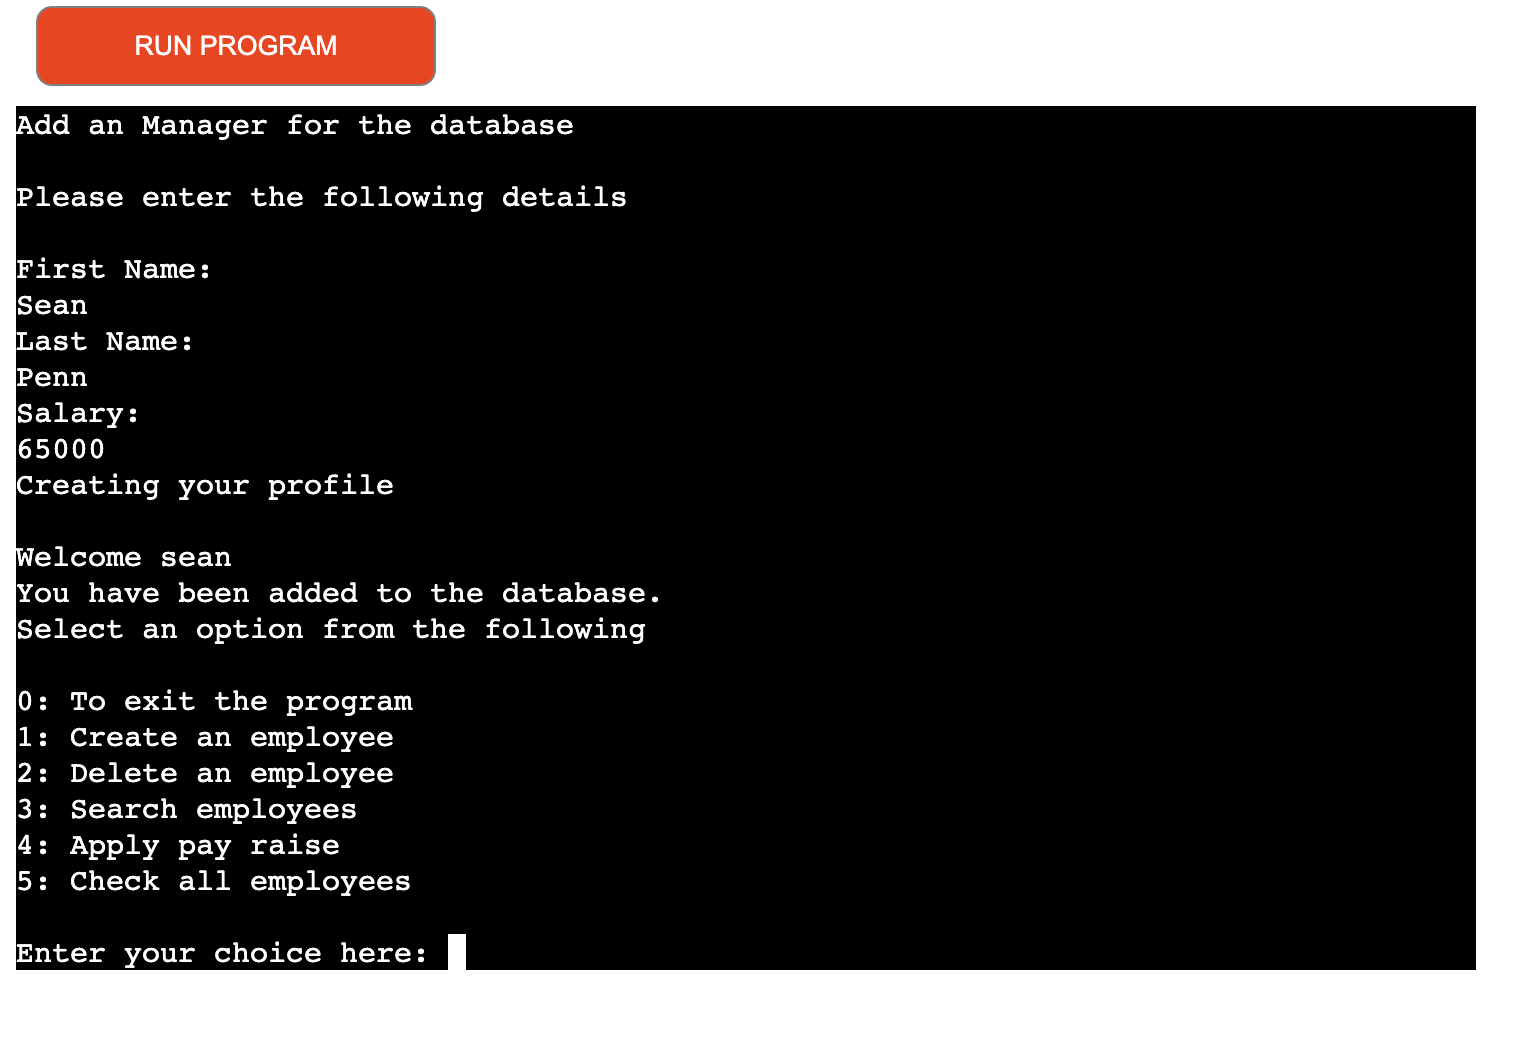 RUN PROGRAM
Add an Manager for the database
Please enter the following details
First Name:
Sean
Last Name:
Penn
Salary:
65000
Creating your profile
Welcome sean
You have been added to the database.
Select an option from the following
0: To exit the program
1: Create an employee
2: Delete an employee
3: Search employees
4: Apply pay raise
5: Check all employees
Enter your choice here: